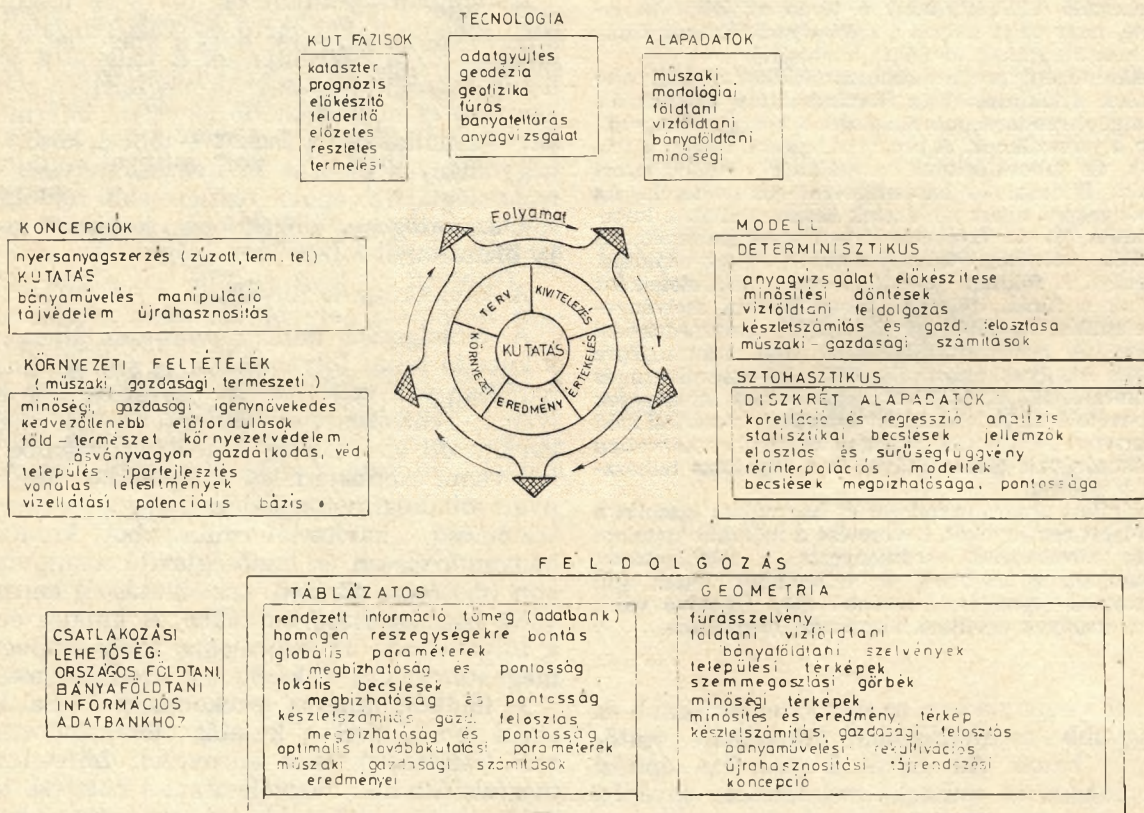 TECNOLOGIA
adatgyüjtés
geodézia
geofizika
fúrás
bányafeltárás
anyagvizsgálat
KUT FÁZISOK
kataszter
prognózis
előkészítő
felderítő
előzetes
részletes
termelési
ALAPADATOK
műszaki
morfológiai
földtani
vízföldtani
bányaföldtani
minőségi
KONCEPCIÓK
nyersanyagszerzés (zúzott, term. tel)
KUTATÁS
bányaművelés manipuláció
tájvédelem újrahasznosítás
KÖRNYEZETI FELTÉTELEK
(műszaki, gazdasági, természeti)
minőségi, gazdasági igénynövekedés
kedvezőtlenebb előfordulások
föld-természet környezetvédelem
ásványvagyon gazdálkodás, véd.
település iparfejlesztés
vonalas létesítmények
vízellátási potenciális bázis
Folyamat
TERV
KIVITELEZÉS
KÖRNYEZET
KUTATÁS
ÉRTÉKELÉS
EREDMÉNY
MODELL
DETERMINISZTIKUS
anyagvizsgálat előkészítése
minősítési döntések
vízföldtani feldolgozás
készletszámítás és gazd. felosztása
műszaki-gazdasági számítások
SZTOHASZTIKUS
DISZKRÉT ALAPADATOK
korelláció és regresszió analízis
statisztikai becslések jellemzők
eloszlás és sűrűségfüggvény
térinterpolációs modellek
becslések megbízhatósága, pontossága
FELDOLGOZÁS
CSATLAKOZÁSI
LEHETŐSÉG:
ORSZÁGOS FÖLDTANI,
BÁNYAFÖLDTANI
INFORMÁCIÓS
ADATBANKHOZ
TÁBLÁZATOS
rendezett információ tömeg (adatbank)
homogén részegységekre bontás
globális paraméterek
megbízhatóság és pontosság
lokális becslések
megbízhatóság és pontosság
készletszámítás gazd. felosztás
megbízhatóság és pontosság
optimális továbbkutatási paraméterek
műszaki gazdasági számítások
eredményei
GEOMETRIA
fúrásszelvény
földtani vízföldtani
bányaföldtani szelvények
települési térképek
szemmegoszlási görbék
minőségi térképek
minősítés és eredmény térkép
készletszámítás, gazdasági felosztás
bányaművelési rekultivációs
újrahasznosítási tájrendezési
koncepció